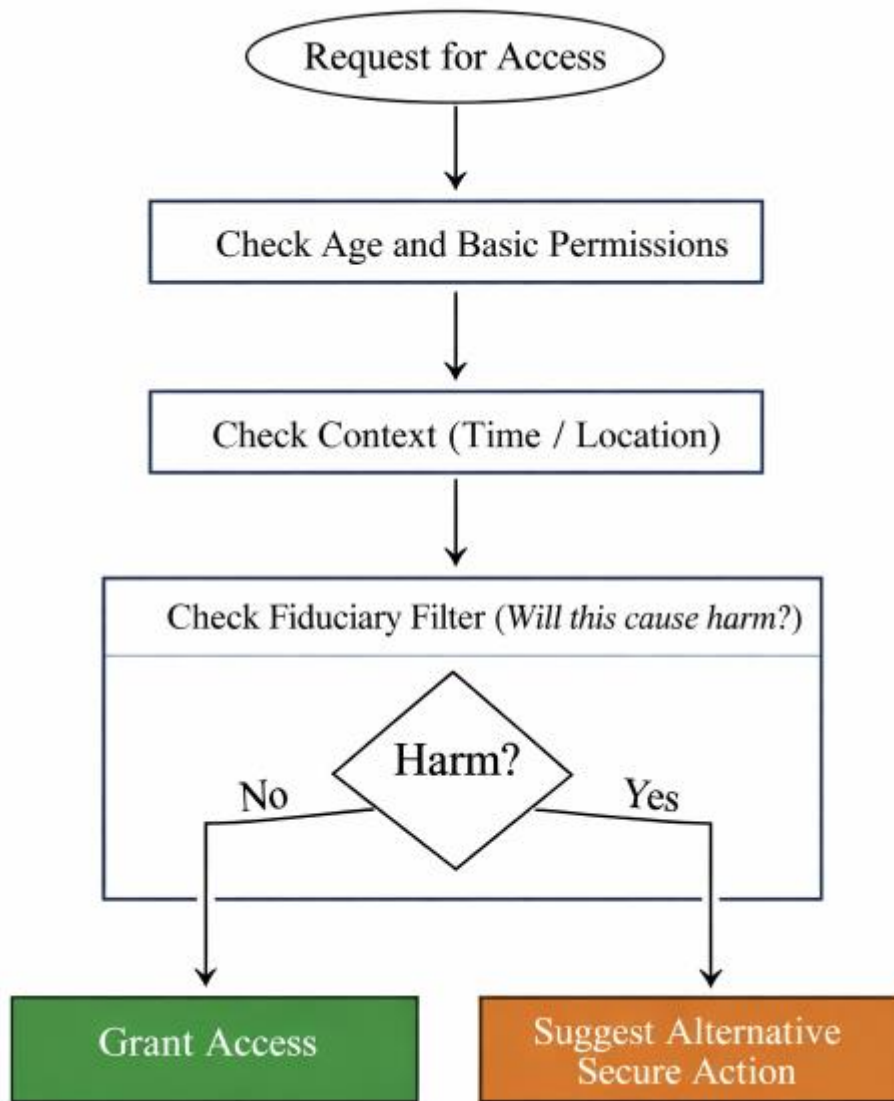 Request for Access
Check Age and Basic Permissions
Check Context (Time / Location)
Check Fiduciary Filter (Will this cause harm?)
Harm?
No
Yes
Grant Access
Suggest Alternative
Secure Action